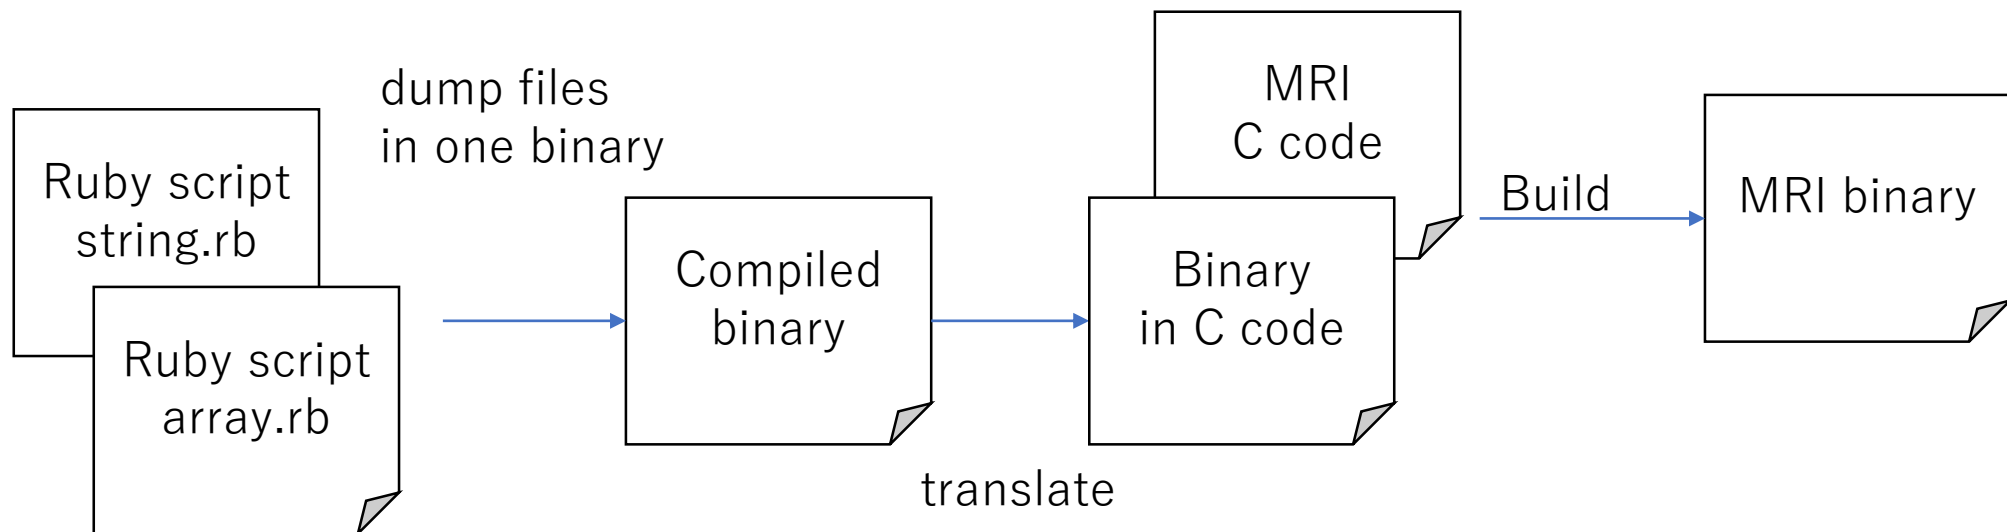 Ruby script
string.rb
Ruby script
array.rb
dump files
in one binary
Compiled
binary
translate
MRI
C code
Binary
in C code
Build
MRI binary